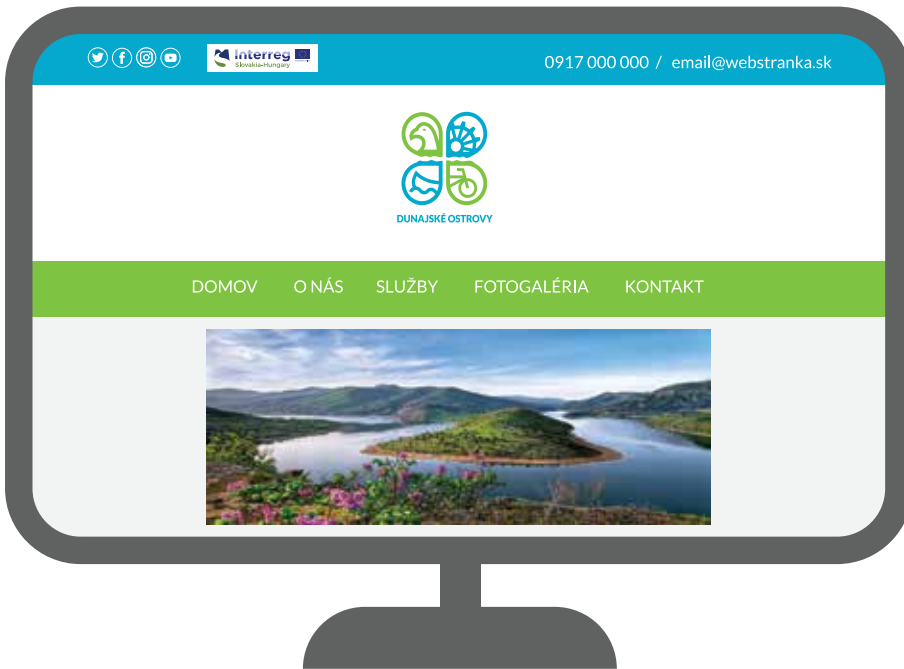 Interreg
Slovakia-Hungary
0917 000 000 / email@webstranka.sk
DUNAJSKÉ OSTROVY
DOMOV O NÁS SLUŽBY FOTOGALÉRIA KONTAKT